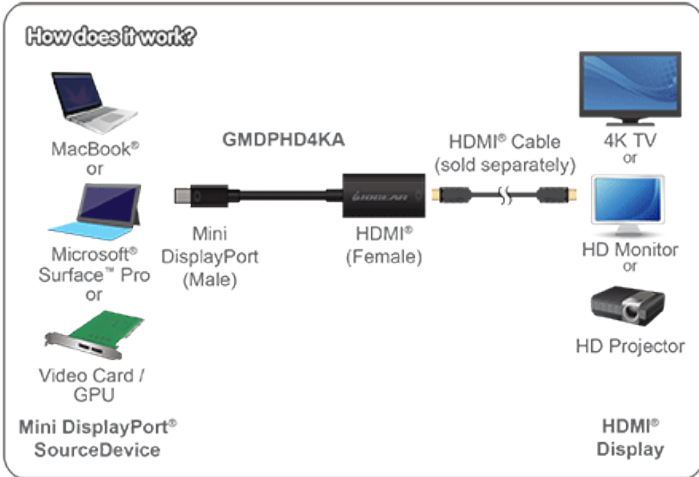 How does it work?
MacBook®
or
Microsoft®
Surface™ Pro
or
Video Card /
GPU
Mini DisplayPort®
SourceDevice
GMDPHD4KA
IOGEAR
Mini
DisplayPort
(Male)
HDMI®
(Female)
HDMI® Cable
(sold separately)
4K TV
or
HD Monitor
or
HD Projector
HDMI®
Display